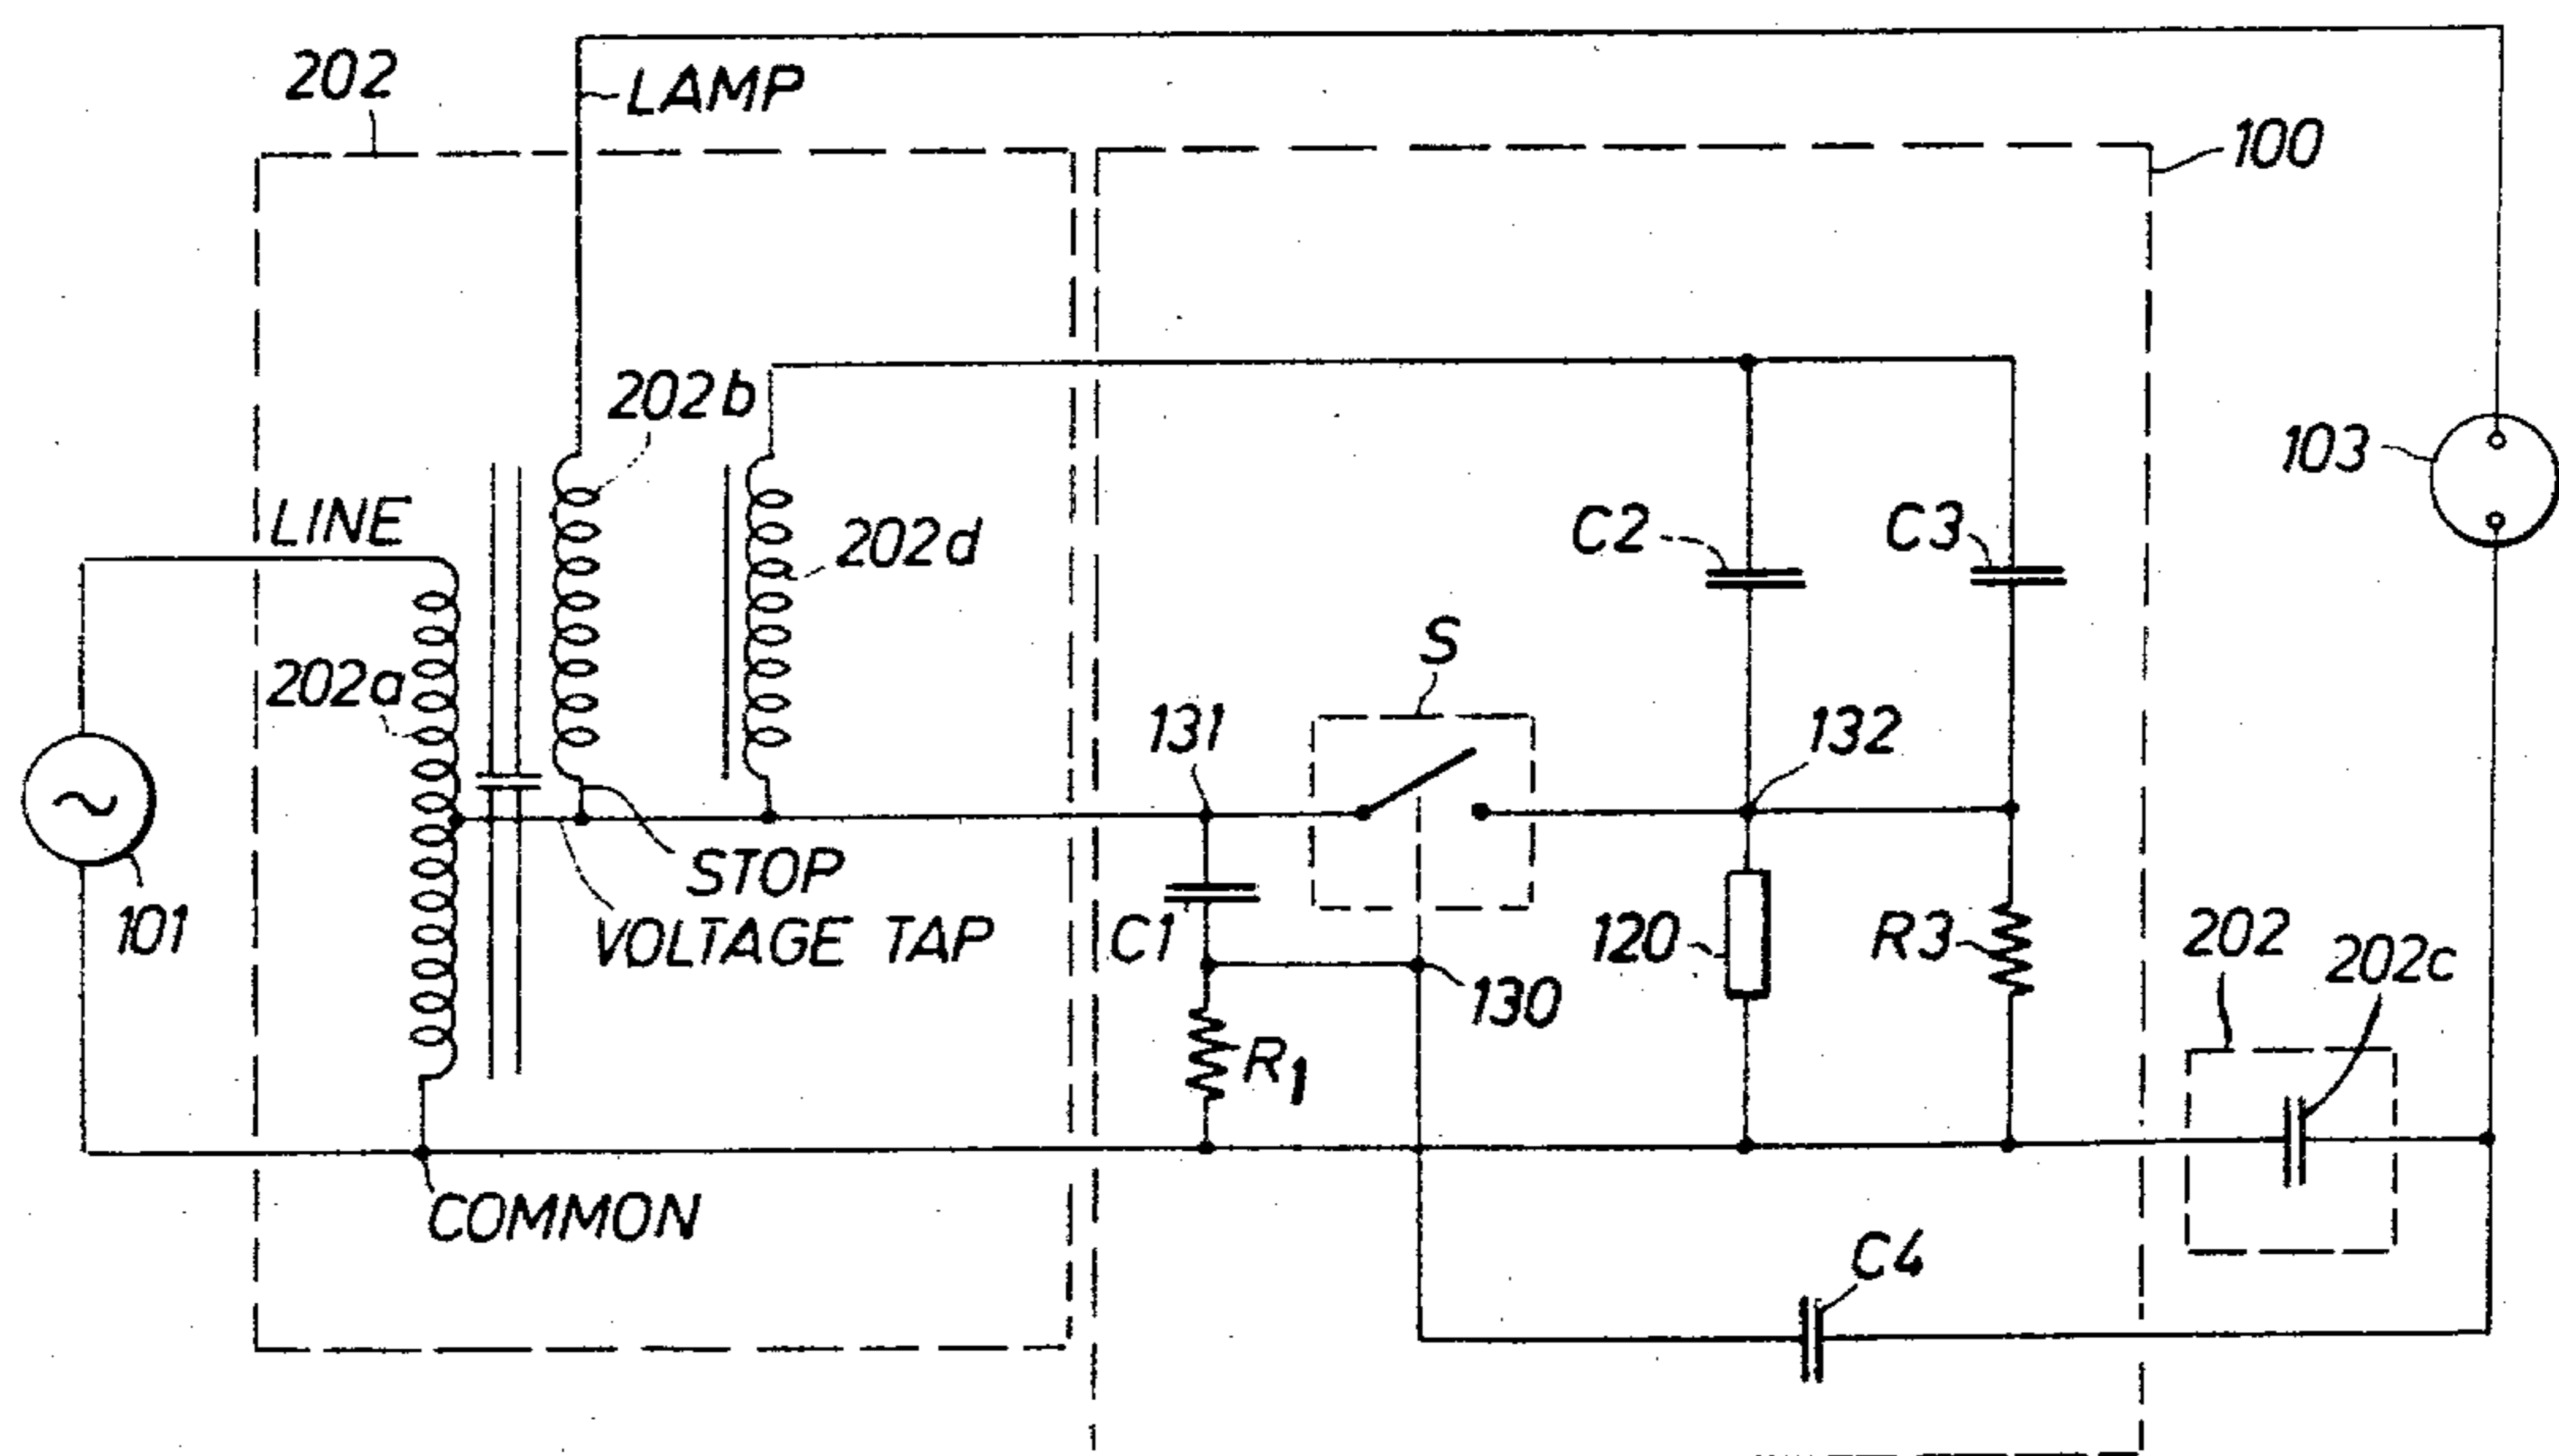 202
LAMP
100
202b
LINE
202d
C2
C3
103
202a
S
131
132
STOP
VOLTAGE TAP
101
C1
120
R3
202
202c
130
R1
COMMON
C4